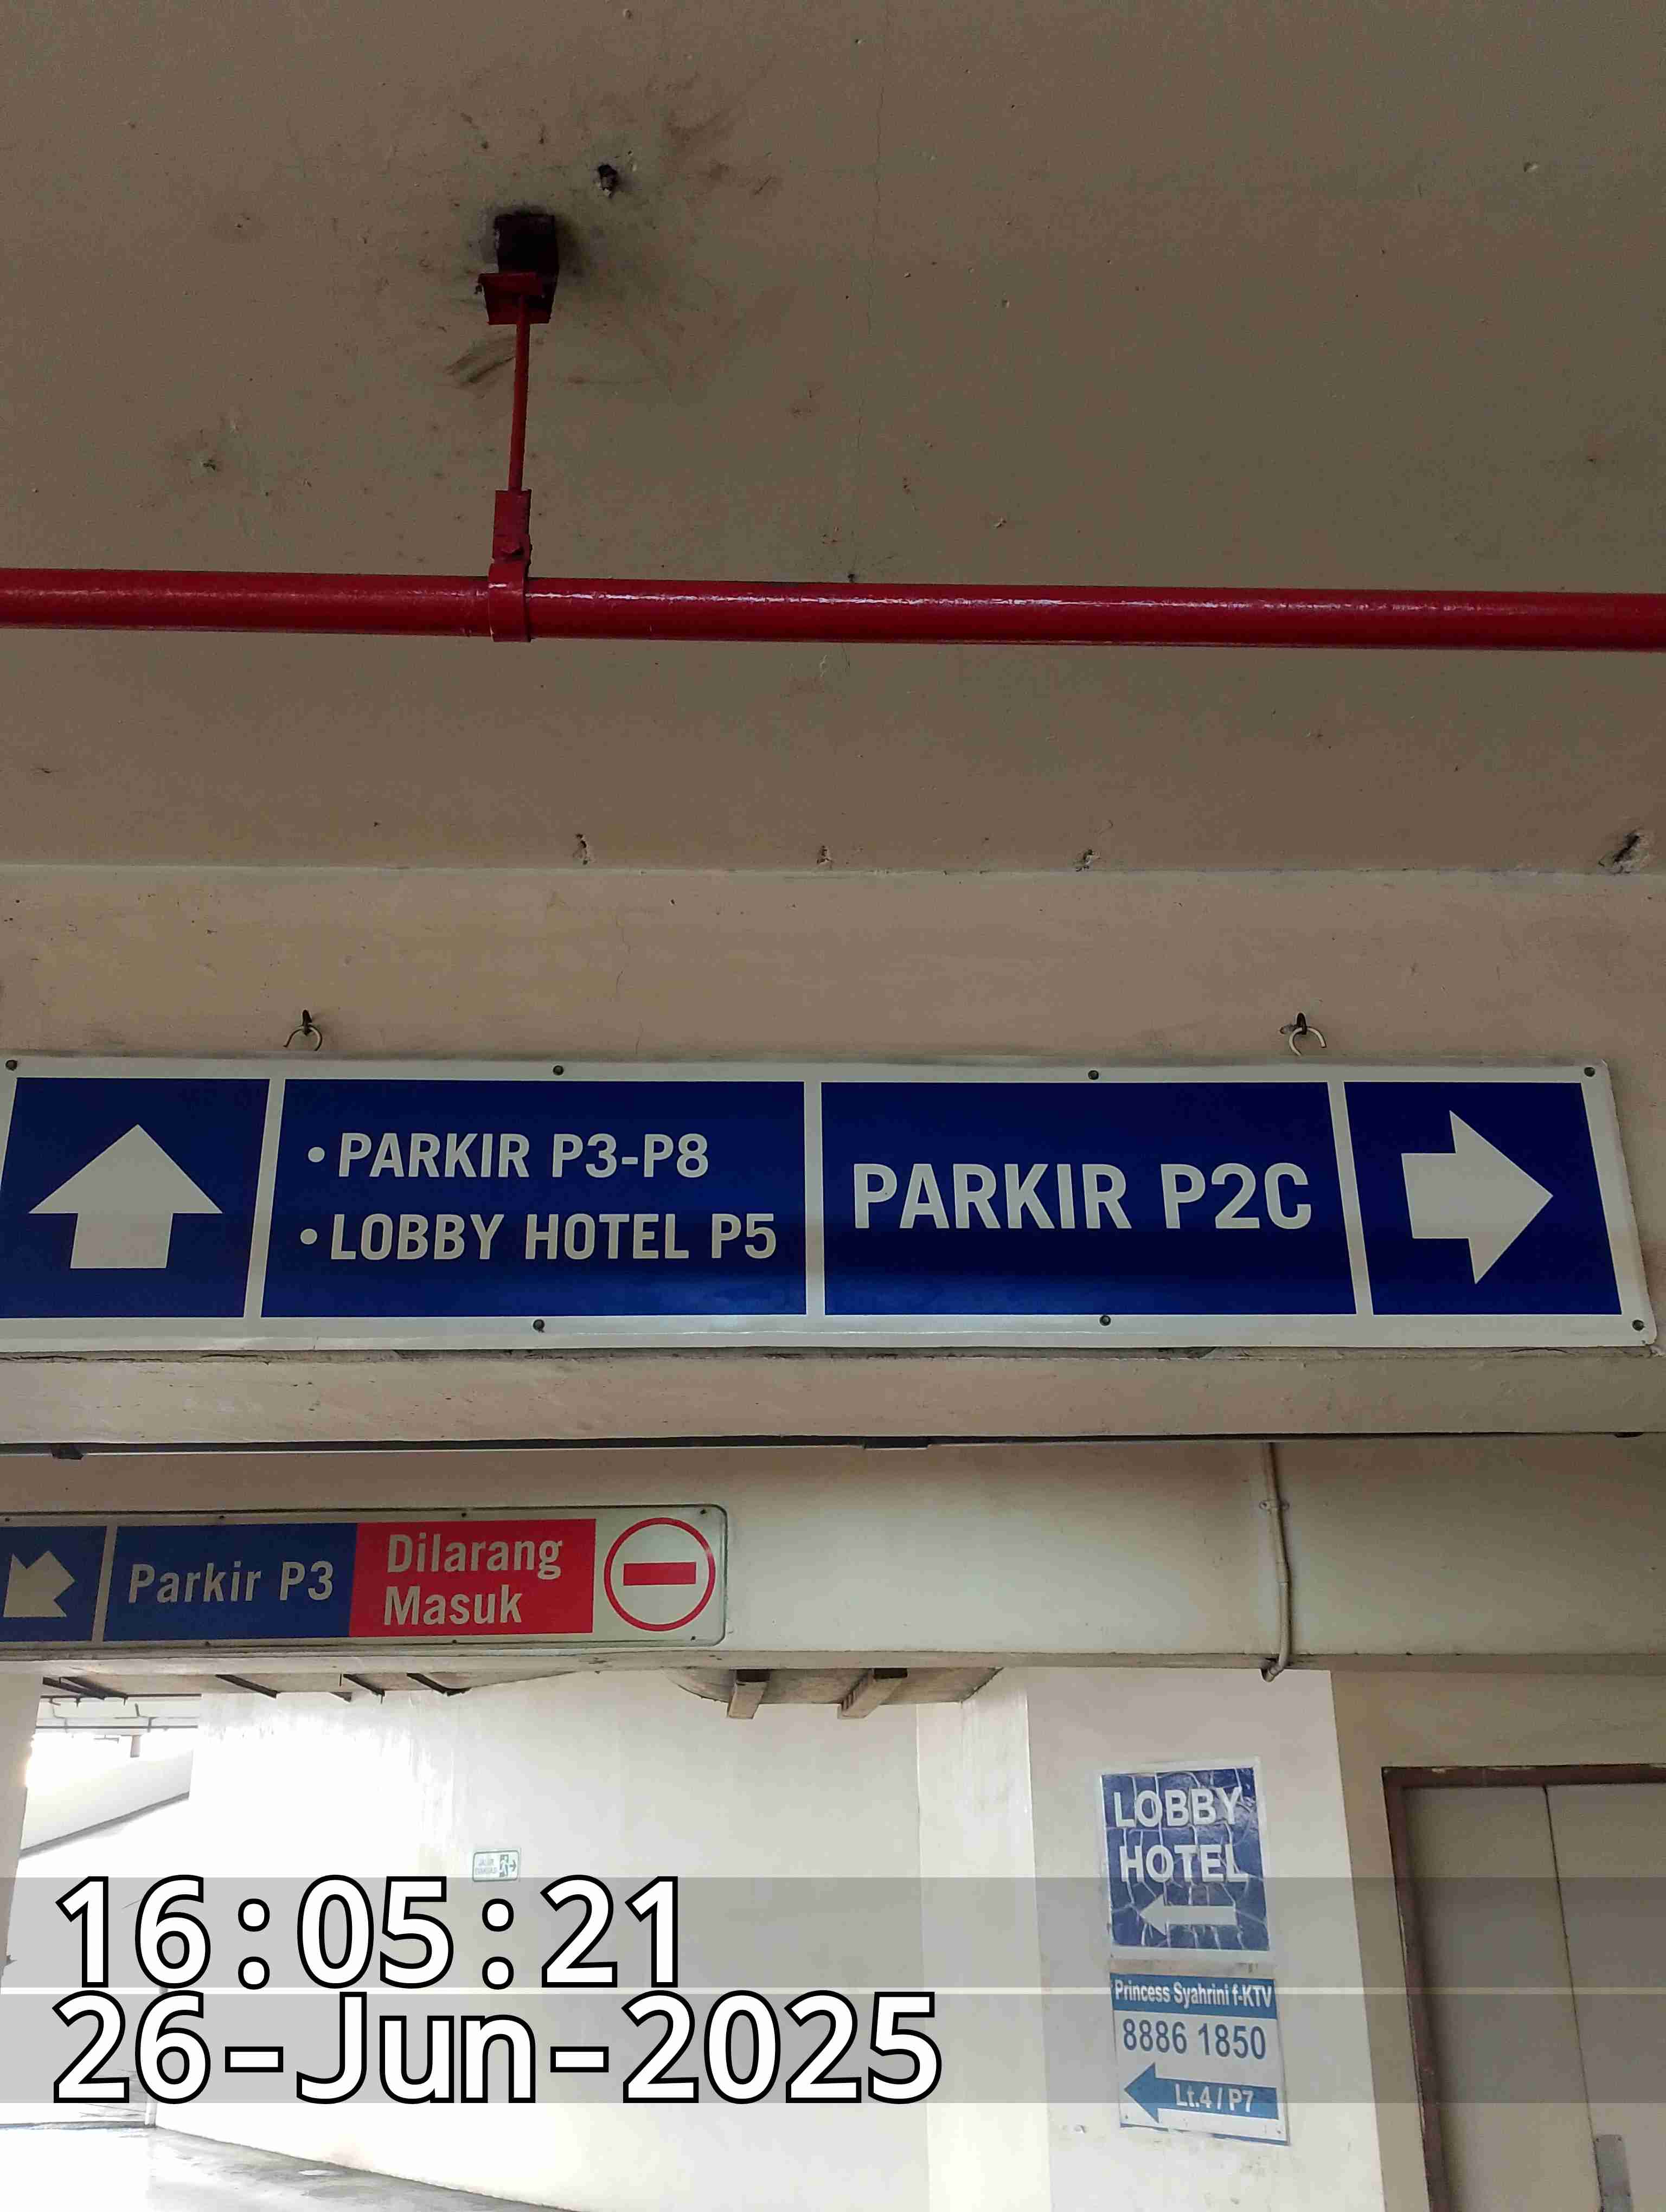 • PARKIR P3-P8
• LOBBY HOTEL P5
PARKIR P2C
Parkir P3
Dilarang
Masuk
LOBBY
HOTEL
Princess Syahrini f-KTV
8886 1850
Lt.4 / P7
16:05:21
26-Jun-2025